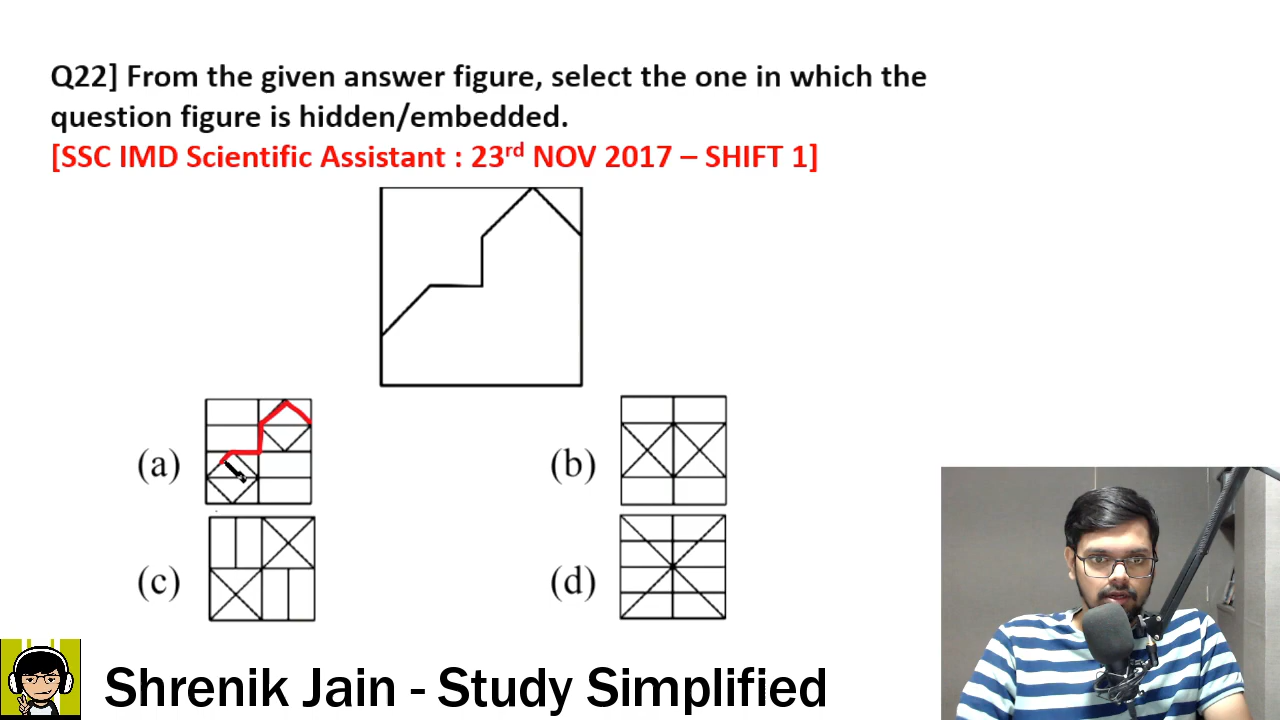 Q22] From the given answer figure, select the one in which the
question figure is hidden/embedded.
[SSC IMD Scientific Assistant : 23rd NOV 2017 – SHIFT 1]
(a)
(b)
(c)
(d)
Shrenik Jain - Study Simplified